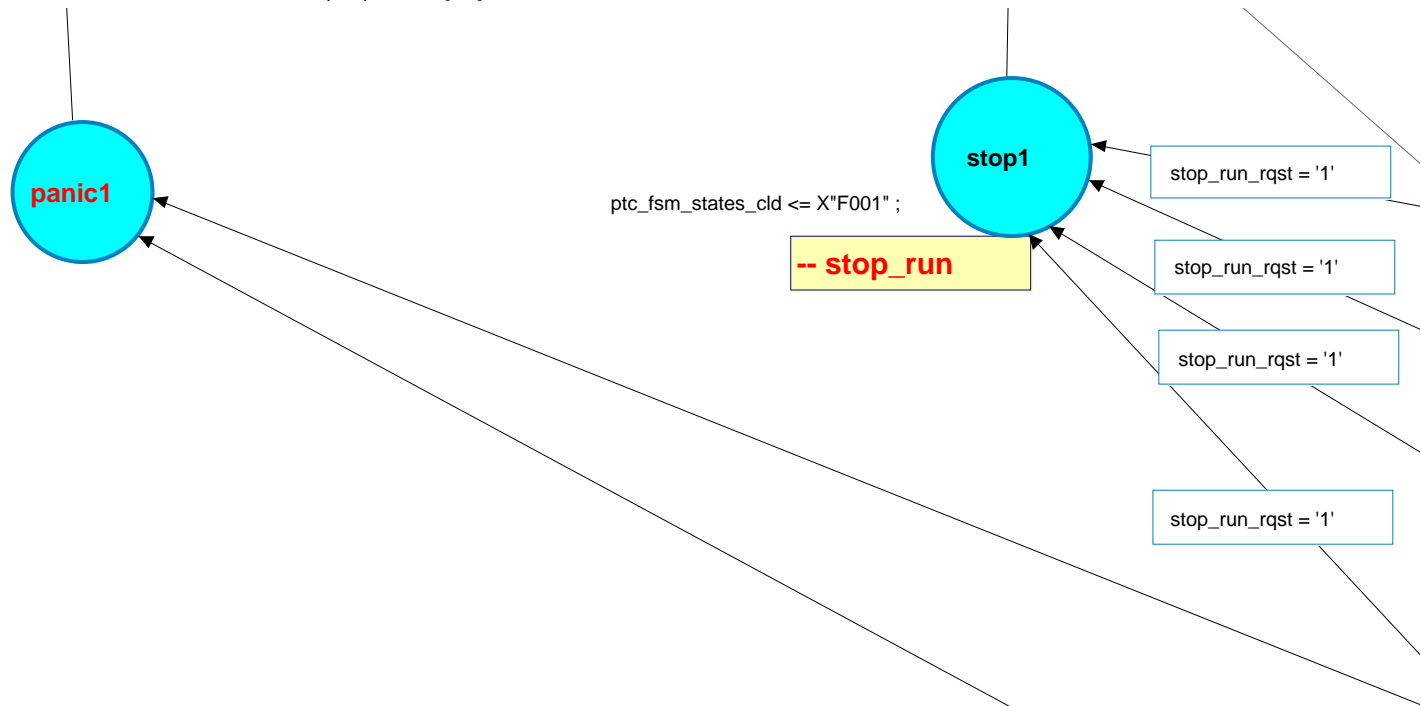 panic1
stop1
stop_run_rqst = '1'
ptc_fsm_states_cld <= X"F001" ;
-- stop_run
stop_run_rqst = '1'
stop_run_rqst = '1'
stop_run_rqst = '1'